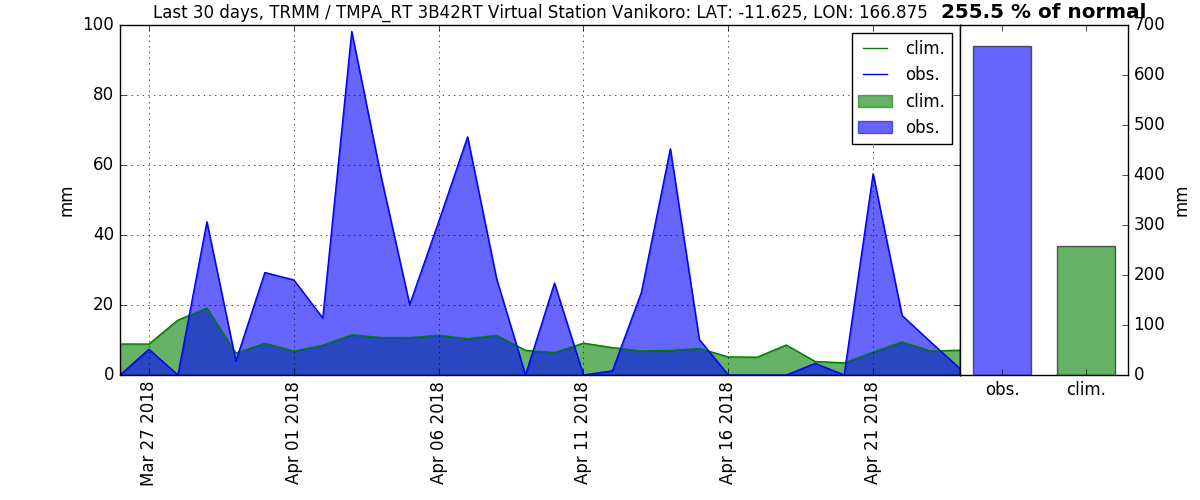 Last 30 days, TRMM / TMPA_RT 3B42RT Virtual Station Vanikoro: LAT: -11.625, LON: 166.875 255.5 % of normal
100
80
60
40
20
0
mm
clim.
obs.
clim.
obs.
Mar 27 2018
Apr 01 2018
Apr 06 2018
Apr 11 2018
Apr 16 2018
Apr 21 2018
700
600
500
400
300
200
100
0
mm
obs.
clim.